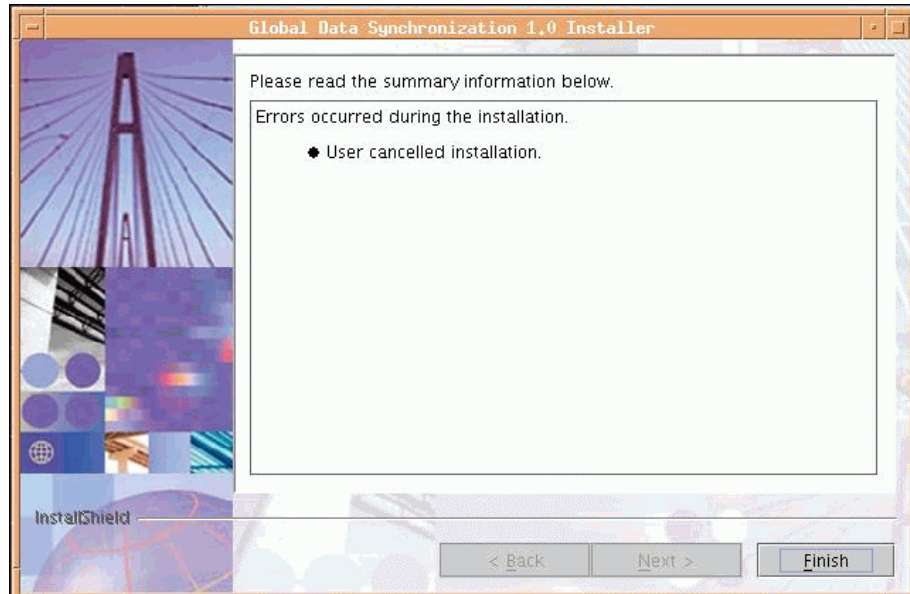 Global Data Synchronization 1.0 Installer
Please read the summary information below.
Errors occurred during the installation.
User cancelled installation.
InstallShield
< Back
Next >
Finish